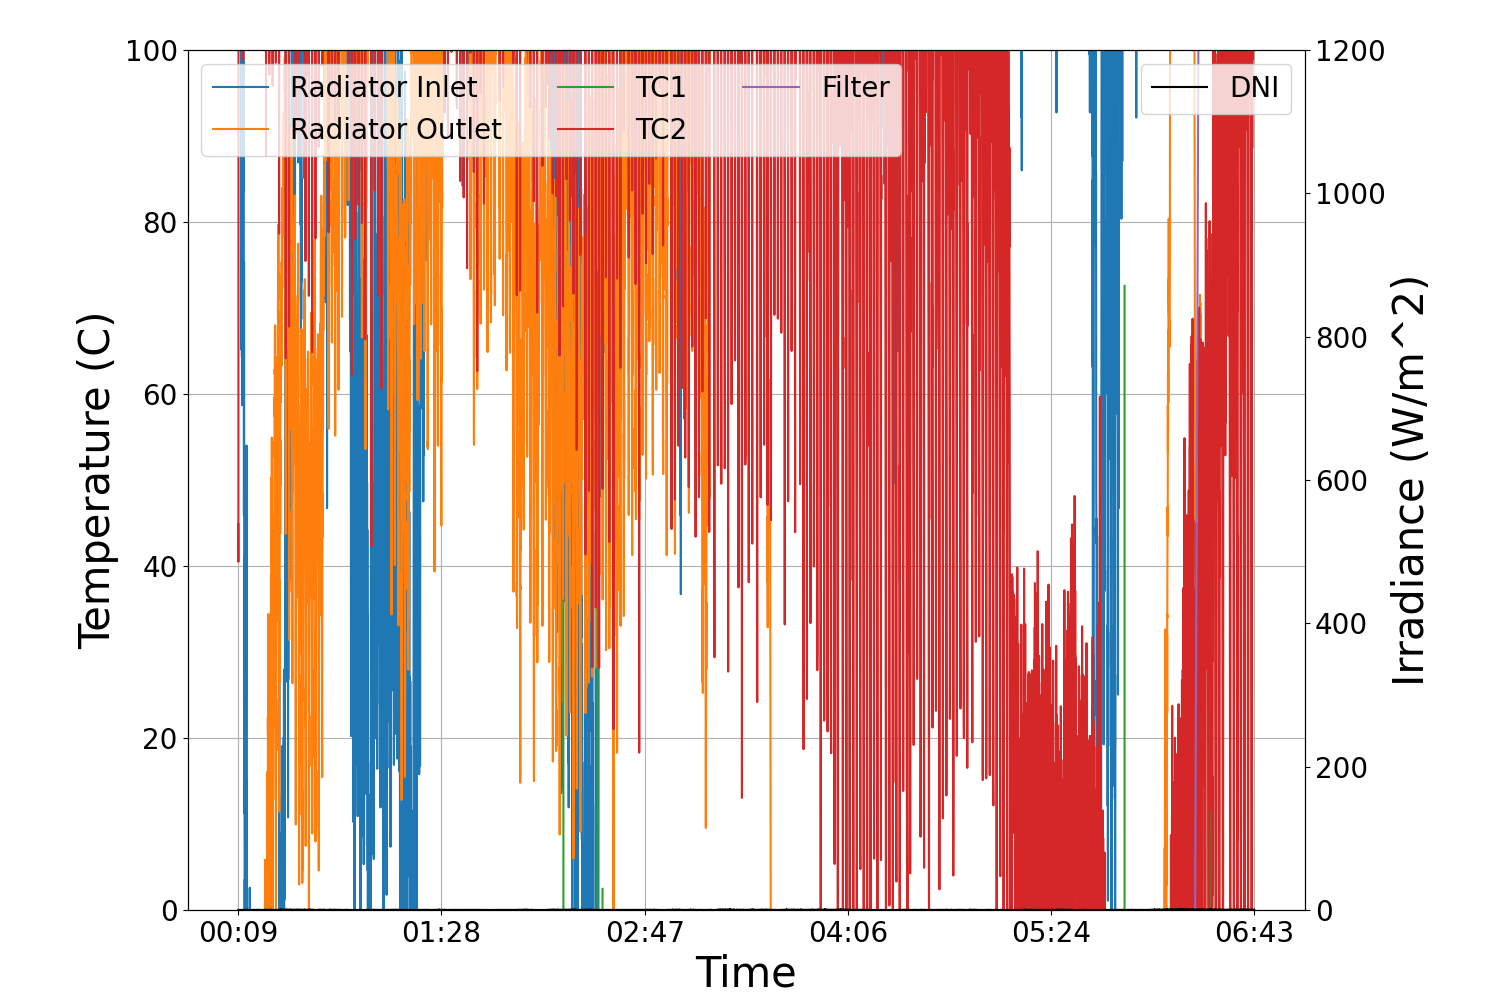 Radiator Inlet
Radiator Outlet
TC1
TC2
Filter
DNI
Temperature (C)
100
80
60
40
20
0
Irradiance (W/m^2)
1200
1000
800
600
400
200
0
00:09 01:28 02:47 04:06 05:24 06:43
Time